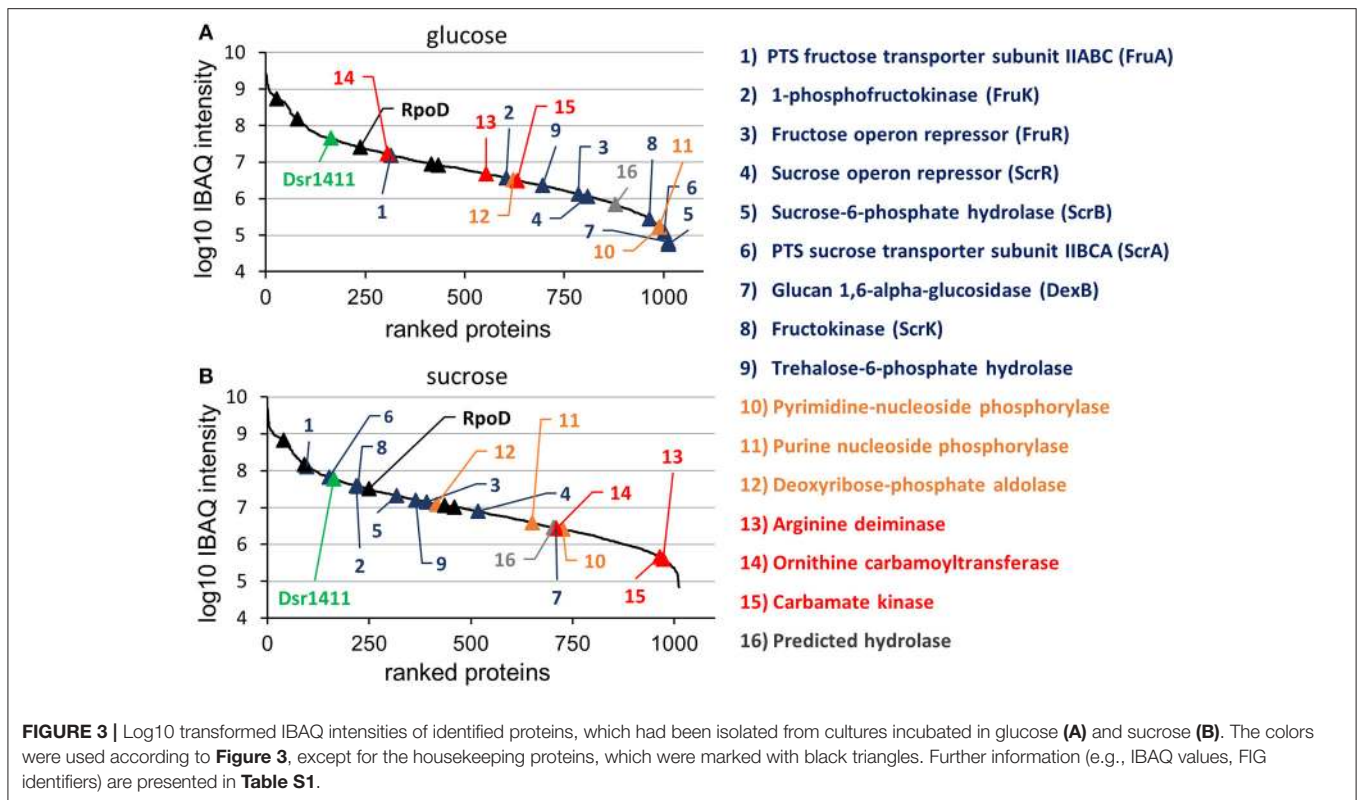 A
glucose
10
9
8
7
6
5
4
log10 IBAQ intensity
14
RpoD
13
2
15
9
3
8
11
16
6
5
Dsr1411
1
12
4
7
10
0
250
500
750
1000
ranked proteins
B
sucrose
10
9
8
7
6
5
4
log10 IBAQ intensity
1
6
8
RpoD
12
11
13
3
4
14
5
2
9
16
7
10
15
Dsr1411
0
250
500
750
1000
ranked proteins
1) PTS fructose transporter subunit IIABC (FruA)
2) 1-phosphofructokinase (FruK)
3) Fructose operon repressor (FruR)
4) Sucrose operon repressor (ScrR)
5) Sucrose-6-phosphate hydrolase (ScrB)
6) PTS sucrose transporter subunit IIBCA (ScrA)
7) Glucan 1,6-alpha-glucosidase (DexB)
8) Fructokinase (ScrK)
9) Trehalose-6-phosphate hydrolase
10) Pyrimidine-nucleoside phosphorylase
11) Purine nucleoside phosphorylase
12) Deoxyribose-phosphate aldolase
13) Arginine deiminase
14) Ornithine carbamoyltransferase
15) Carbamate kinase
16) Predicted hydrolase
FIGURE 3 | Log10 transformed IBAQ intensities of identified proteins, which had been isolated from cultures incubated in glucose (A) and sucrose (B). The colors
were used according to Figure 3, except for the housekeeping proteins, which were marked with black triangles. Further information (e.g., IBAQ values, FIG
identifiers) are presented in Table S1.